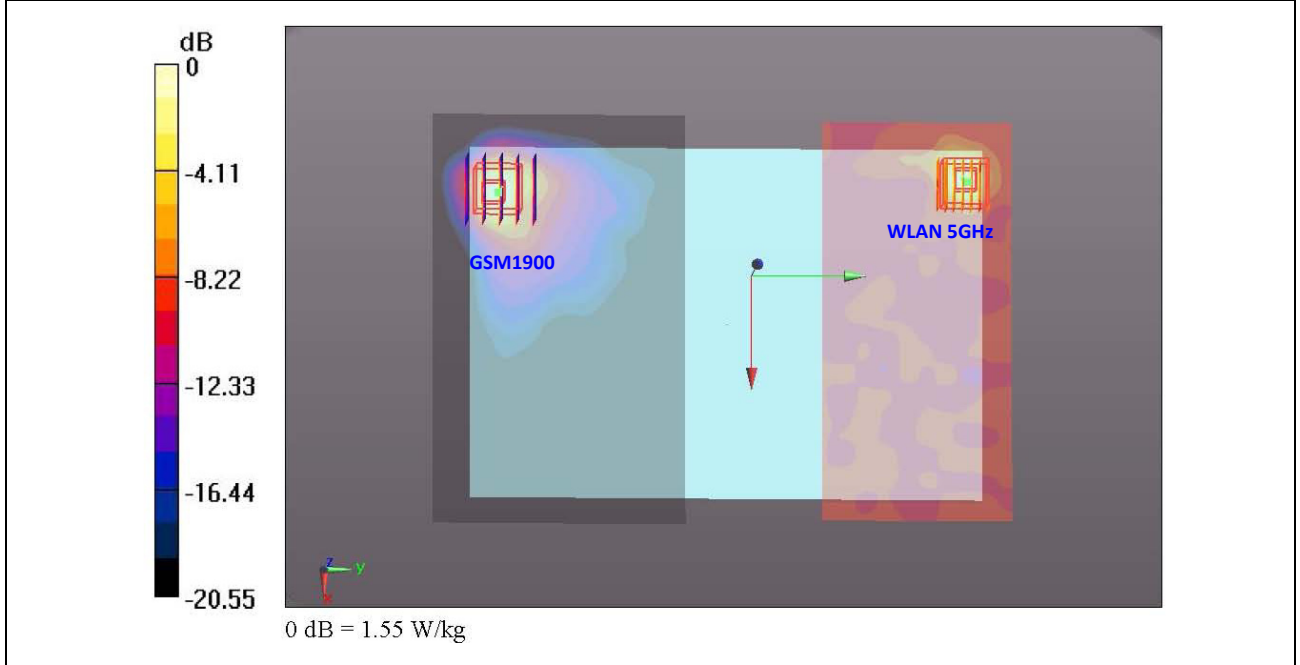 dB
0
-4.11
-8.22
-12.33
-16.44
-20.55
GSM1900
WLAN 5GHz
z
y
x
0 dB = 1.55 W/kg